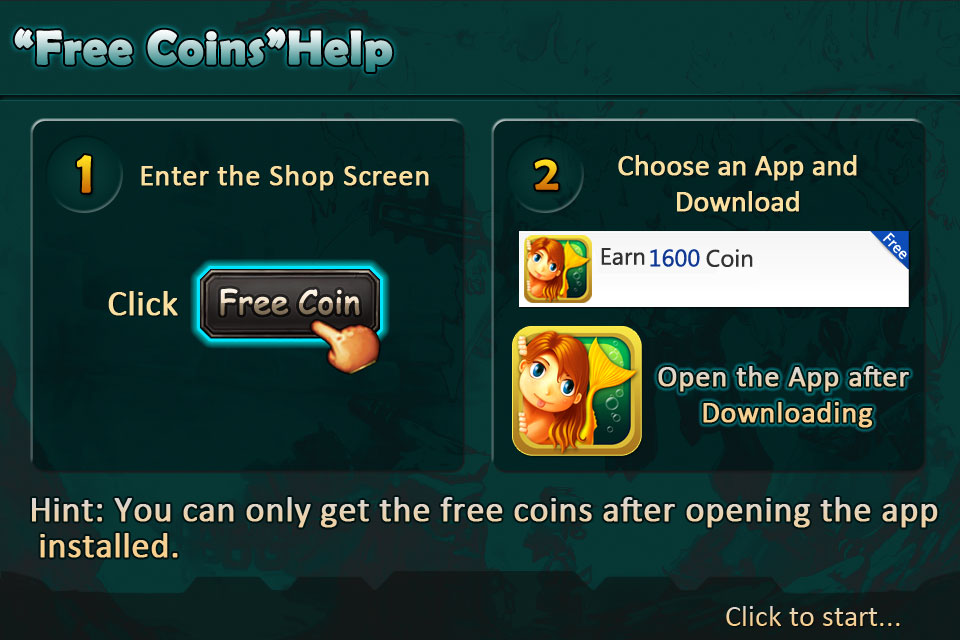 “Free Coins”Help
1
Enter the Shop Screen
Click
Free Coin
2
Choose an App and
Download
Earn 1600 Coin
Free
Open the App after
Downloading
Hint: You can only get the free coins after opening the app
installed.
Click to start...